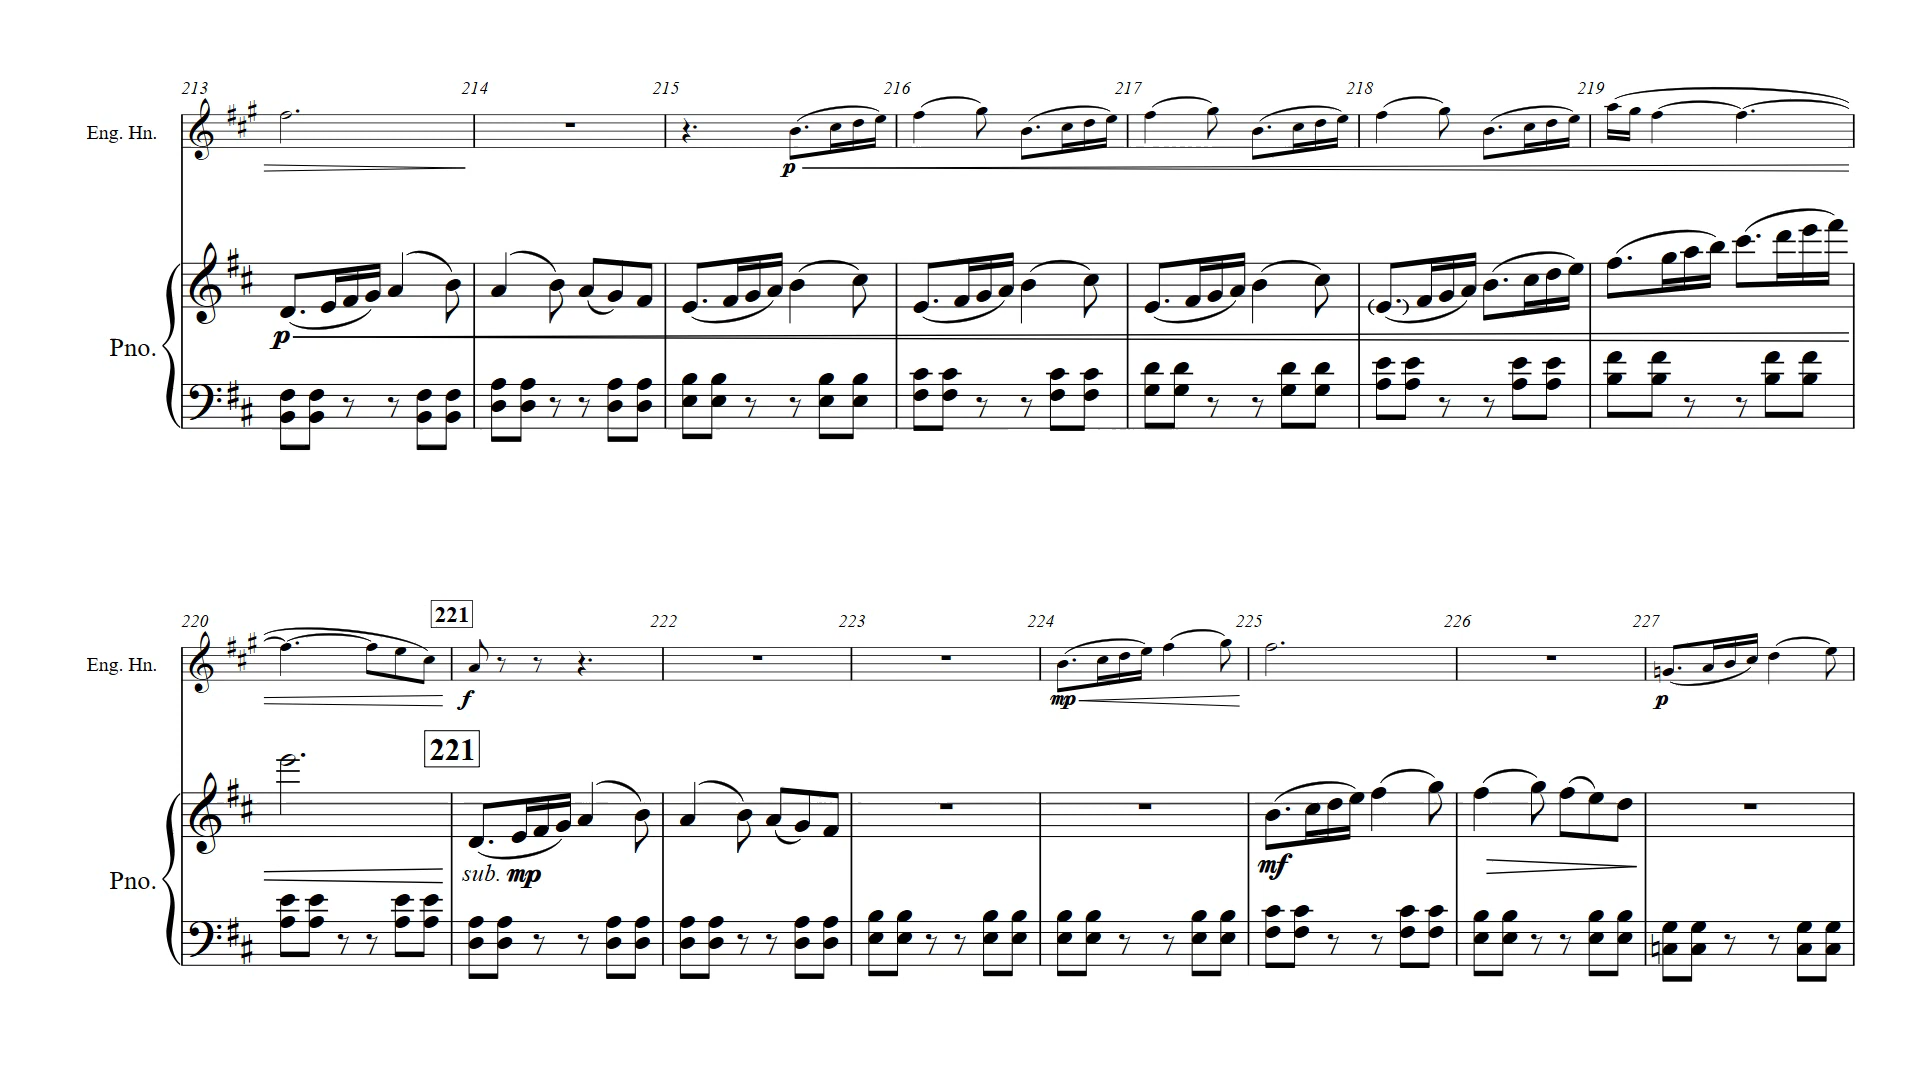 213 214 215 216 217 218 219
Eng. Hn.
p
Pno.
p
220 221 222 223 224 225 226 227
Eng. Hn.
f mp p
221
Pno.
sub. mp mf